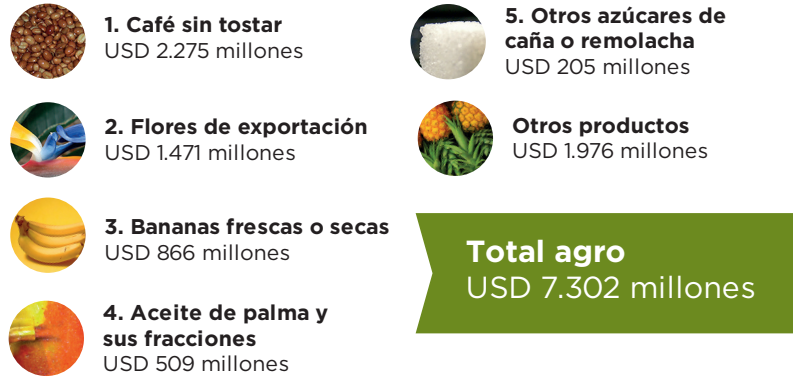 1. Café sin tostar
USD 2.275 millones
2. Flores de exportación
USD 1.471 millones
3. Bananas frescas o secas
USD 866 millones
4. Aceite de palma y
sus fracciones
USD 509 millones
5. Otros azúcares de
caña o remolacha
USD 205 millones
Otros productos
USD 1.976 millones
Total agro
USD 7.302 millones